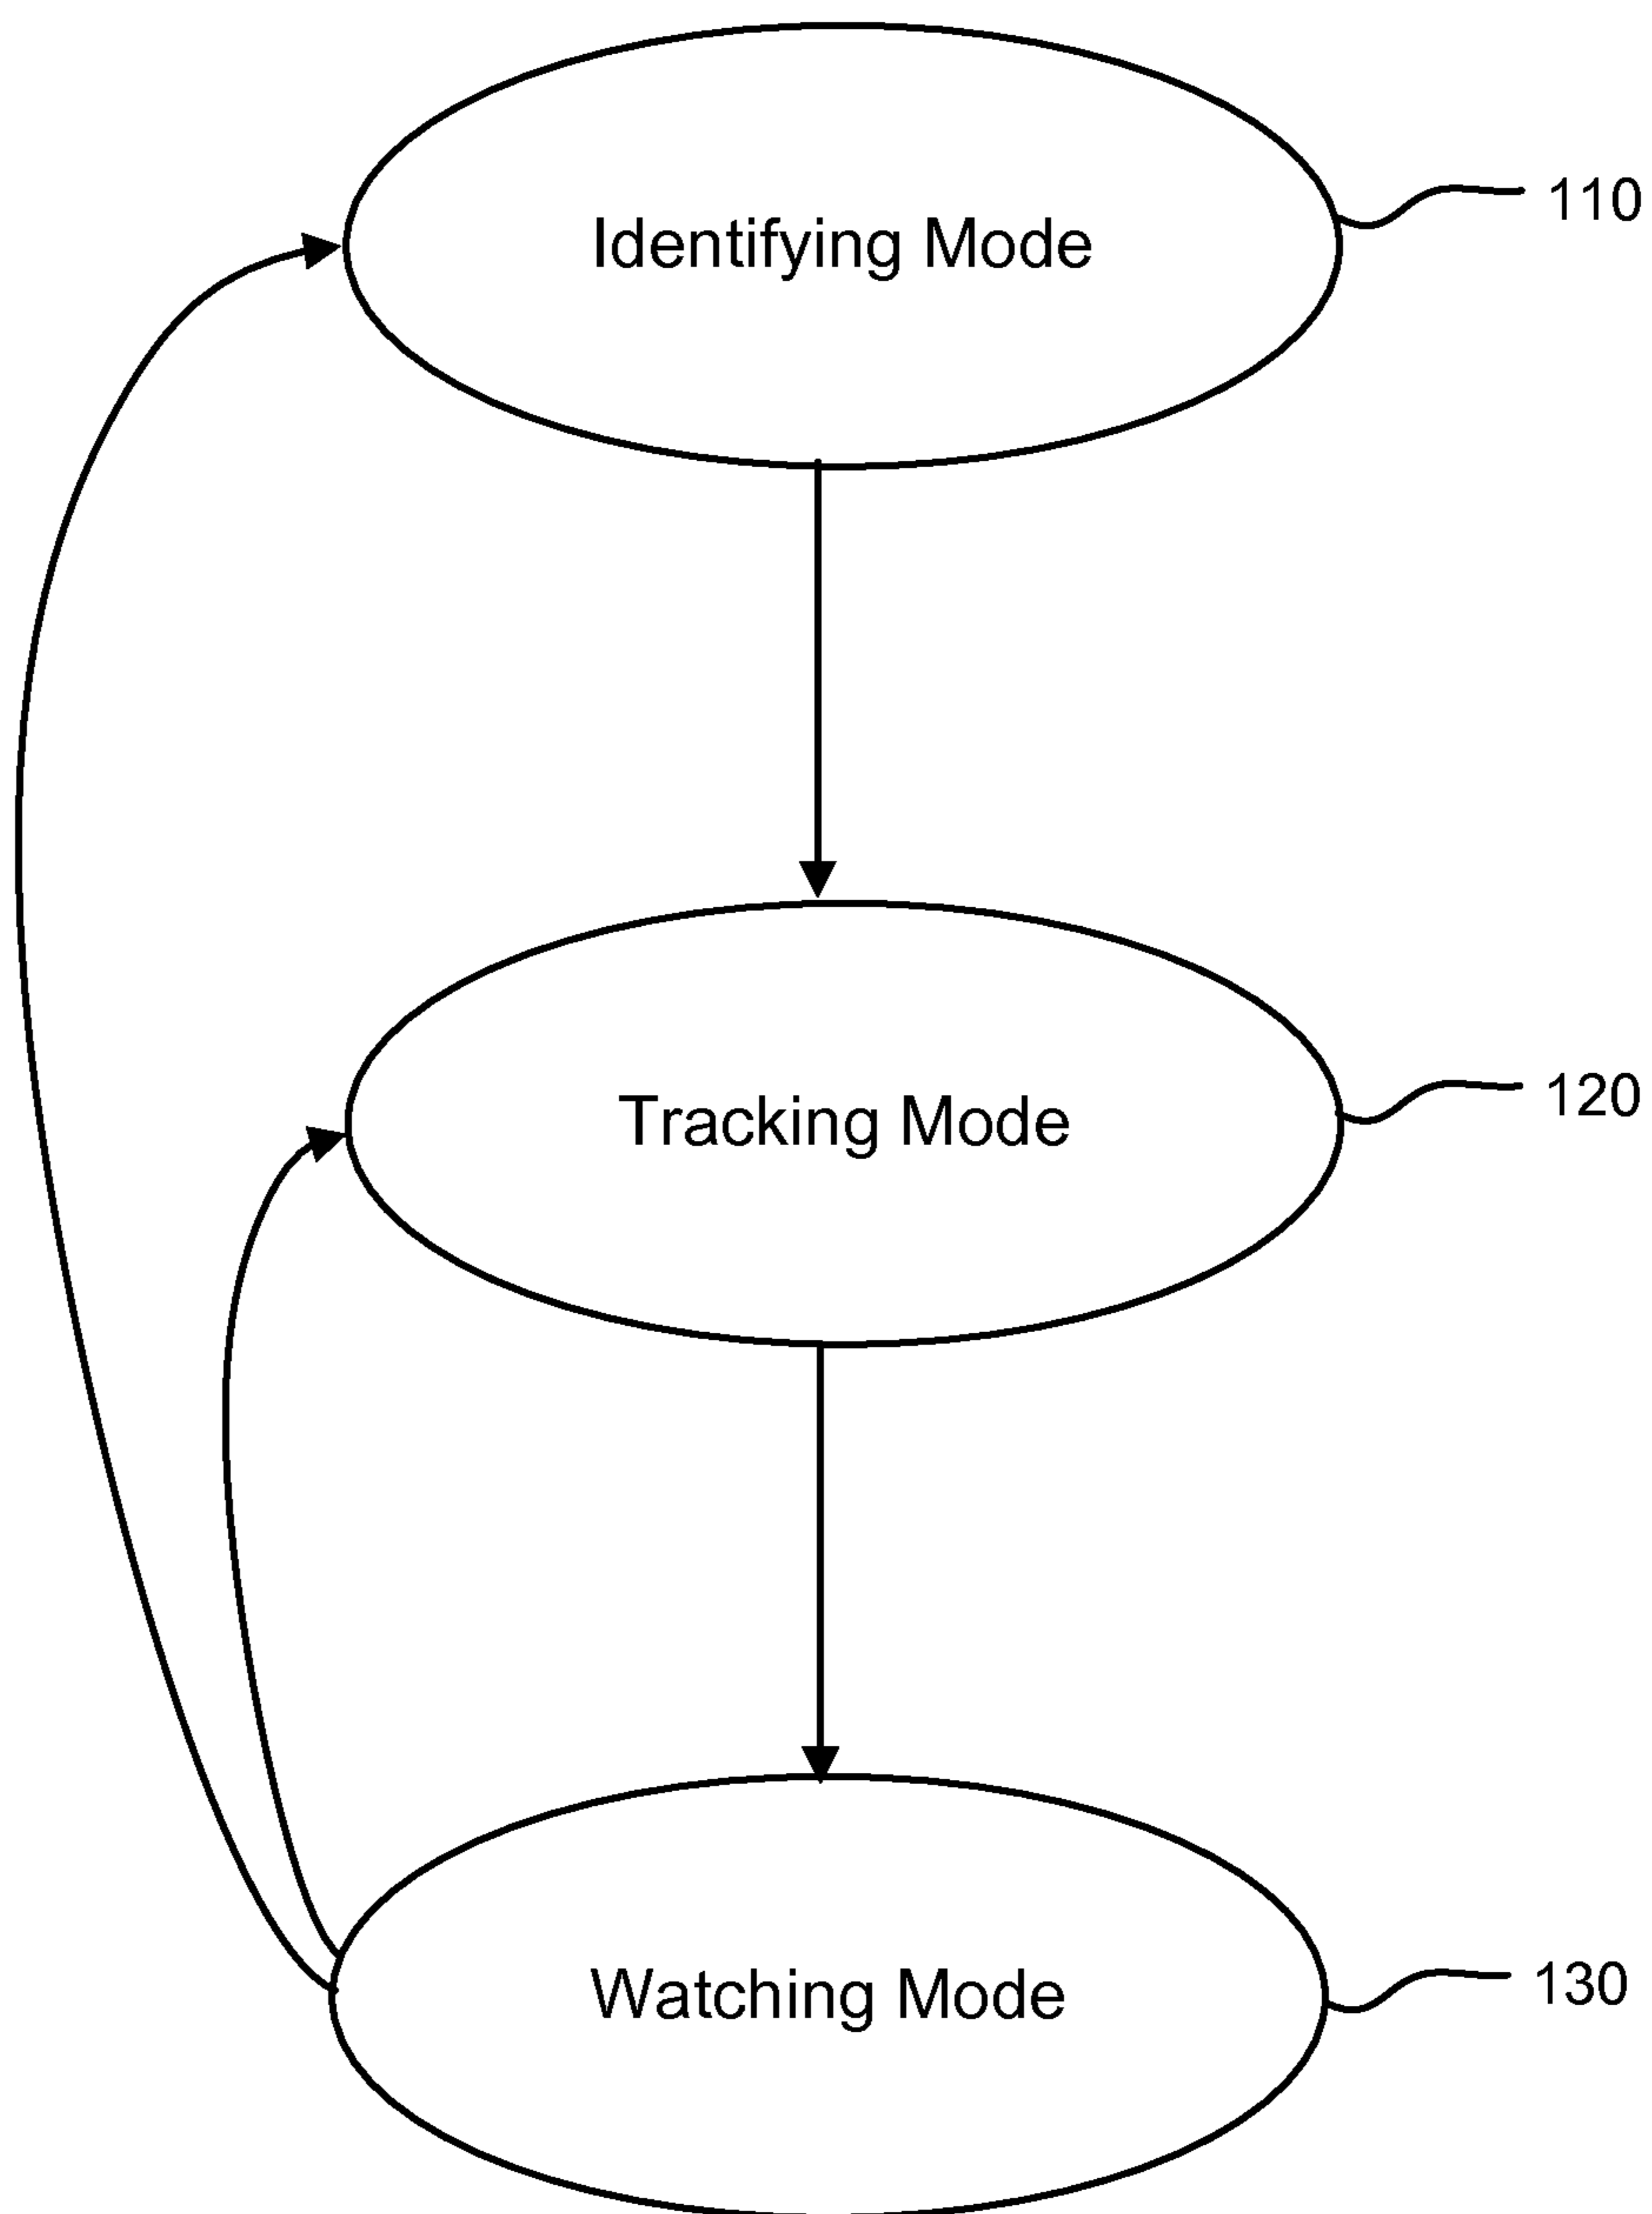 Identifying Mode
110
Tracking Mode
120
Watching Mode
130